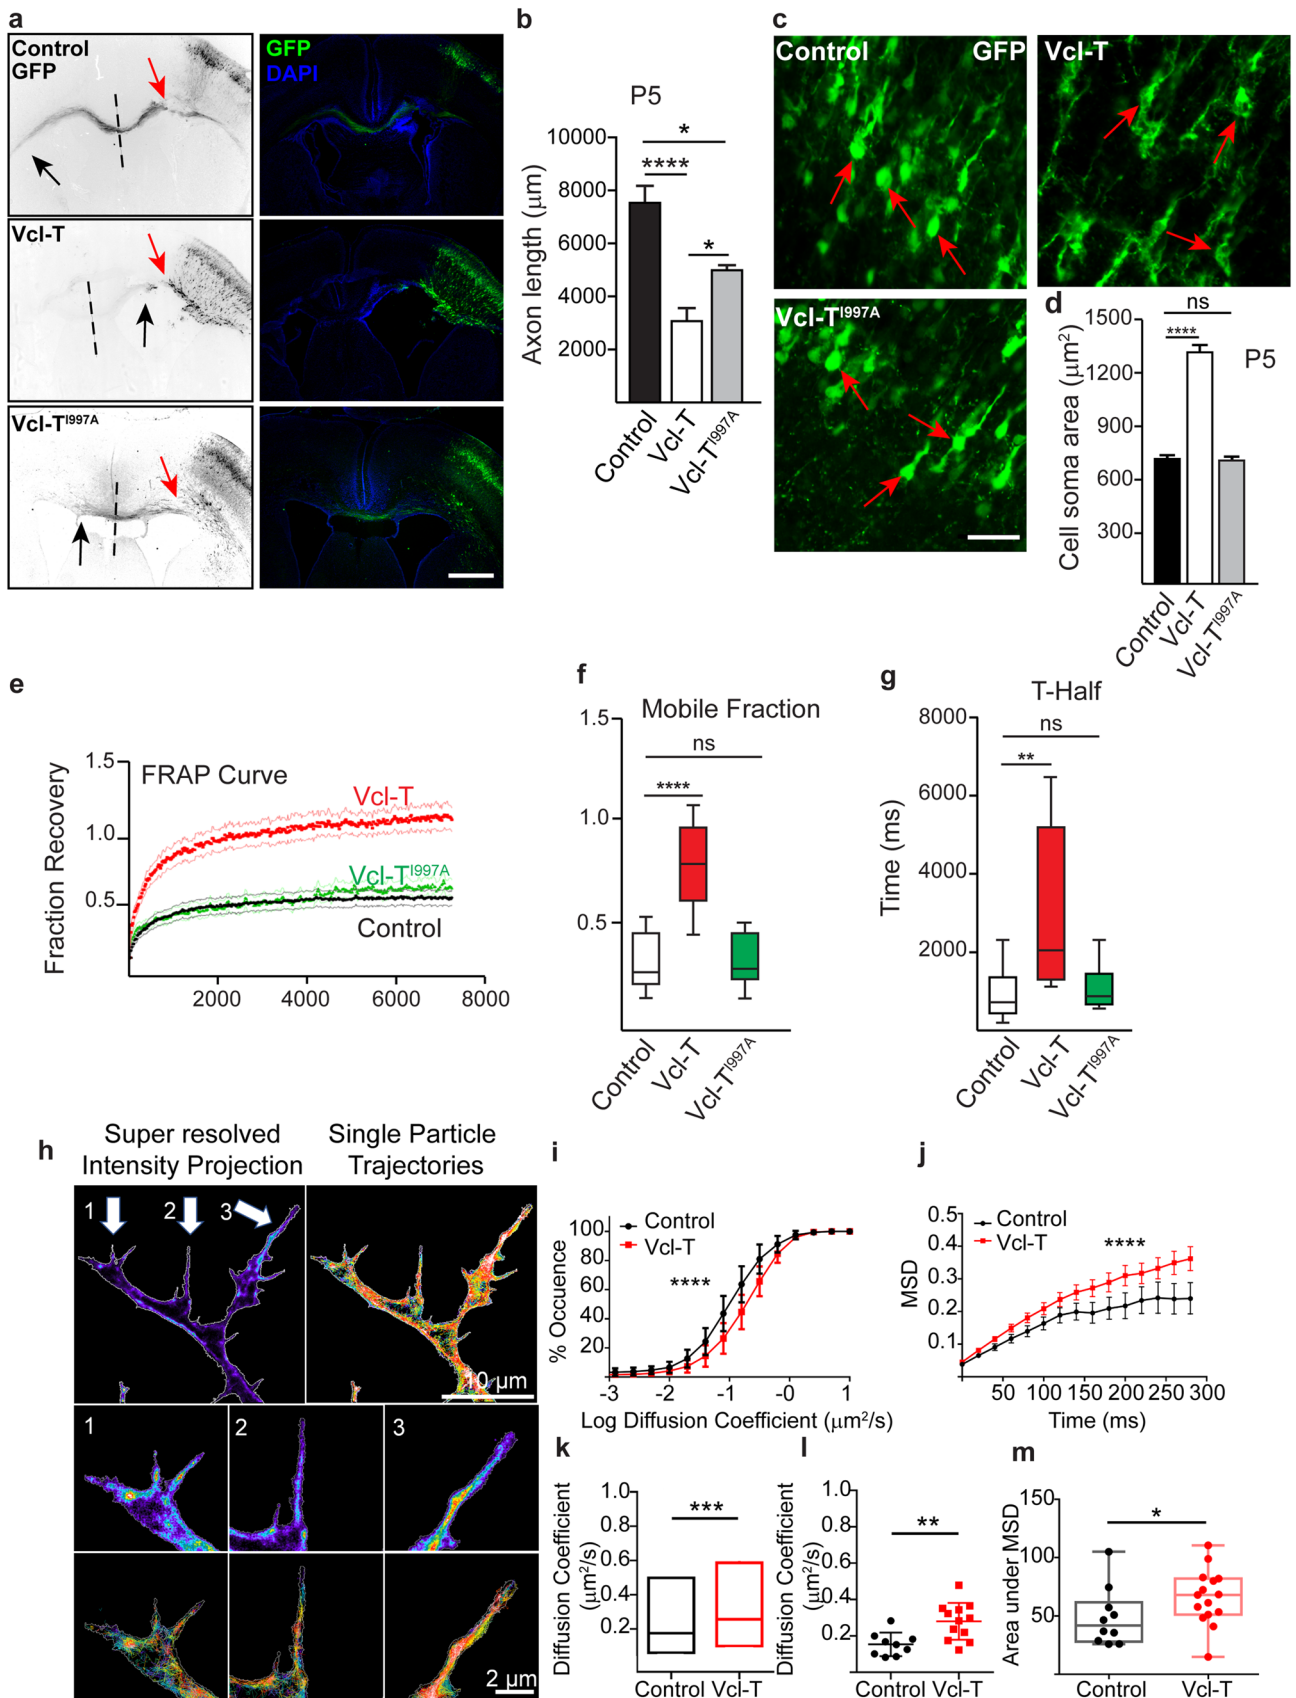 a
Control
GFP
GFP
DAPI
Vcl-T
Vcl-T^I997A
b
P5
Axon length (μm)
10000
8000
6000
4000
2000
*
****
*
Control
Vcl-T
Vcl-T^I997A
c
Control
GFP
Vcl-T
Vcl-T^I997A
d
Cell soma area (μm²)
1500
1200
900
600
300
ns
****
P5
Control
Vcl-T
Vcl-T^I997A
e
Fraction Recovery
1.5
1.0
0.5
FRAP Curve
Vcl-T
Vcl-T^I997A
Control
2000
4000
6000
8000
f
Mobile Fraction
1.5
1.0
0.5
ns
****
Control
Vcl-T
Vcl-T^I997A
g
T-Half
Time (ms)
8000
6000
4000
2000
ns
**
Control
Vcl-T
Vcl-T^I997A
h
Super resolved
Intensity Projection
Single Particle
Trajectories
1
2
3
10 μm
1
2
3
2 μm
i
% Occuence
100
80
60
40
20
Control
Vcl-T
****
-3
-2
-1
-0
1
Log Diffusion Coefficient (μm²/s)
j
MSD
0.5
0.4
0.3
0.2
0.1
Control
Vcl-T
****
50
100
150
200
250
300
Time (ms)
k
Diffusion Coefficient
(μm²/s)
1.0
0.8
0.6
0.4
0.2
***
Control
Vcl-T
l
Diffusion Coefficient
(μm²/s)
1.0
0.8
0.6
0.4
0.2
**
Control
Vcl-T
m
Area under MSD
150
100
50
*
Control
Vcl-T